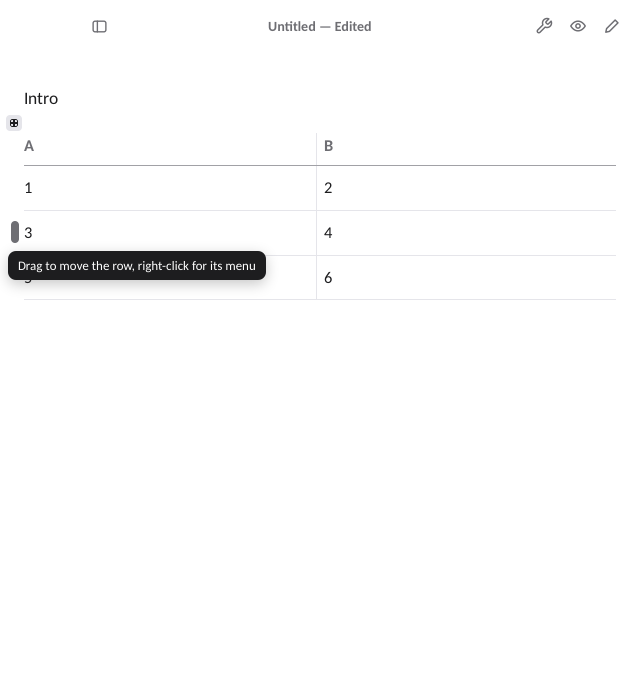 Untitled — Edited
Intro
A B
1 2
3 4
Drag to move the row, right-click for its menu
6